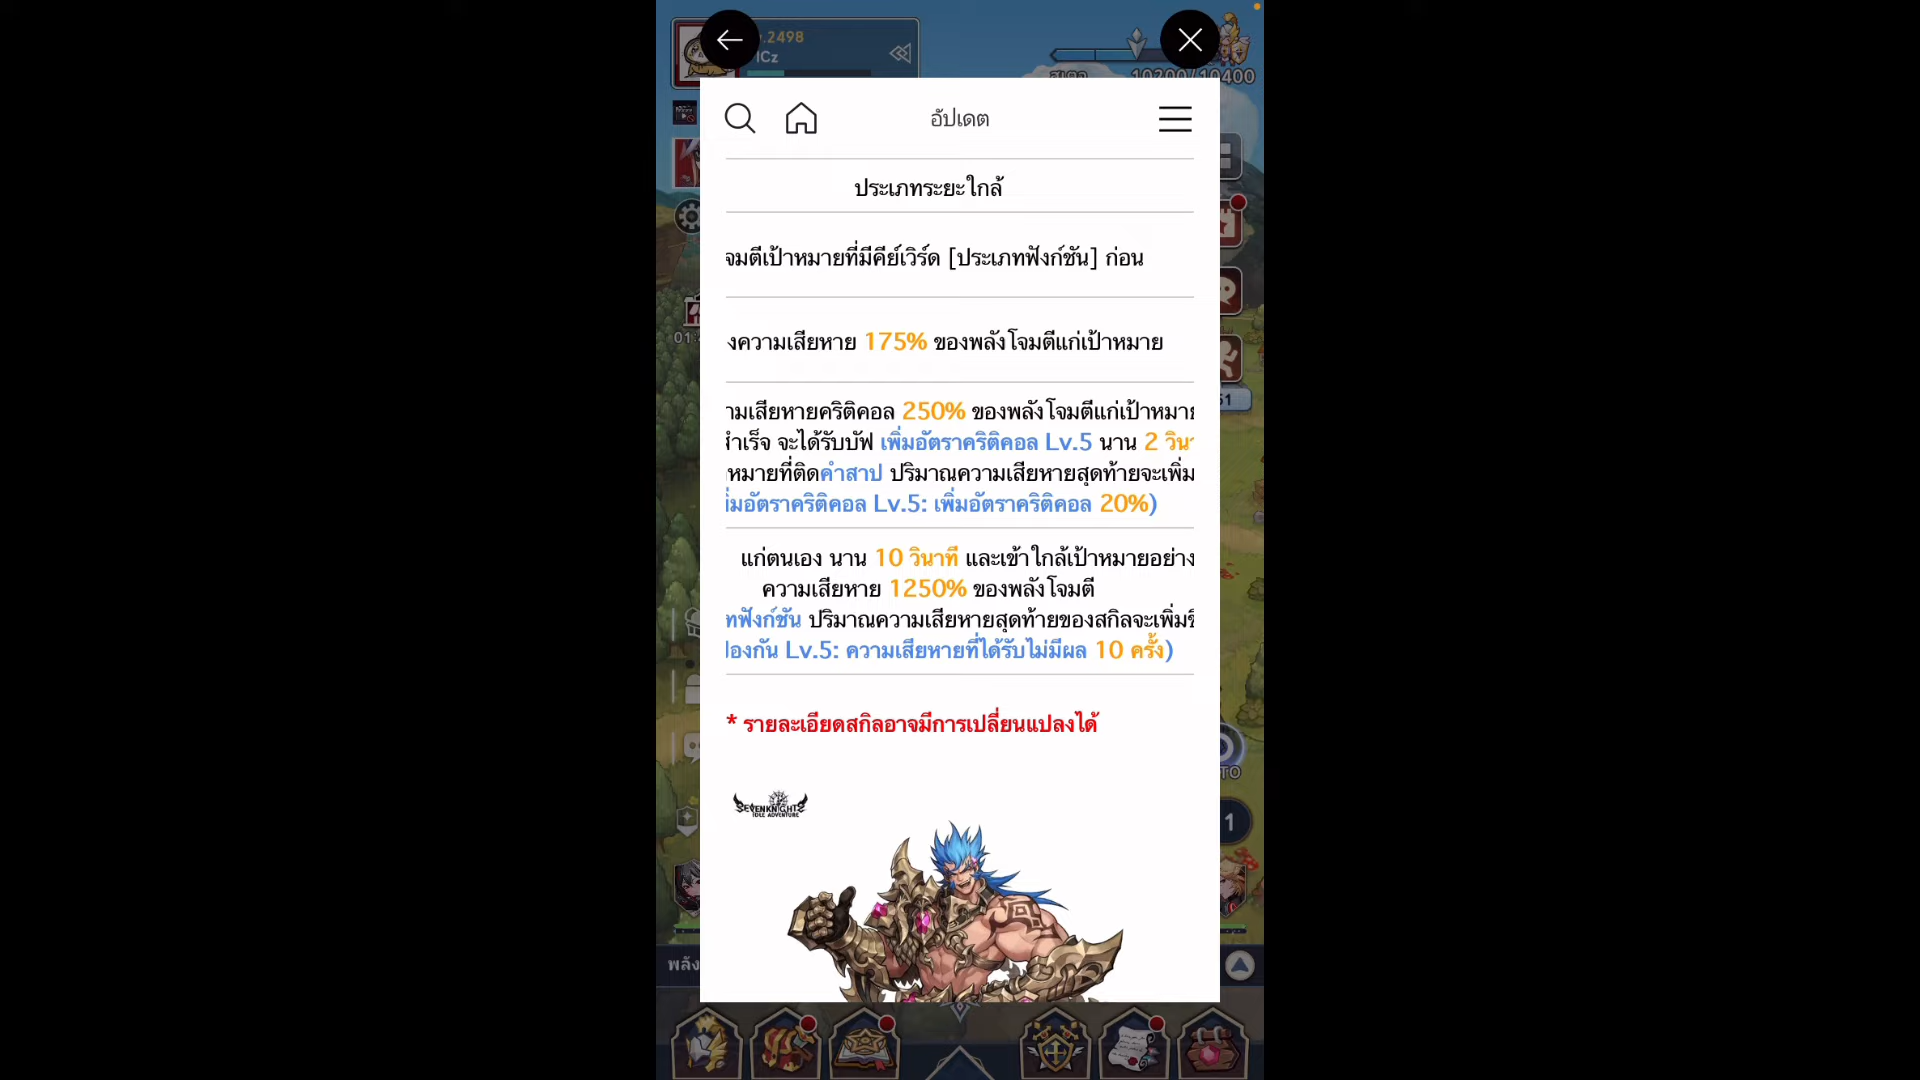 .2498
ICz
สเตจ 10200/10400
อัปเดต
ประเภทระยะใกล้
จมตีเป้าหมายที่มีคีย์เวิร์ด [ประเภทฟังก์ชัน] ก่อน
งความเสียหาย 175% ของพลังโจมตีแก่เป้าหมาย
ามเสียหายคริติคอล 250% ของพลังโจมตีแก่เป้าหมาย
สำเร็จ จะได้รับบัฟ เพิ่มอัตราคริติคอล Lv.5 นาน 2 วินา
หมายที่ติดคำสาป ปริมาณความเสียหายสุดท้ายจะเพิ่ม
ิ่มอัตราคริติคอล Lv.5: เพิ่มอัตราคริติคอล 20%)
แก่ตนเอง นาน 10 วินาที และเข้าใกล้เป้าหมายอย่าง
ความเสียหาย 1250% ของพลังโจมตี
ทฟังก์ชัน ปริมาณความเสียหายสุดท้ายของสกิลจะเพิ่มขึ
ป้องกัน Lv.5: ความเสียหายที่ได้รับไม่มีผล 10 ครั้ง)
* รายละเอียดสกิลอาจมีการเปลี่ยนแปลงได้
SEVENKNIGHTS
IDLE ADVENTURE
01:
51
TO
1
พลัง